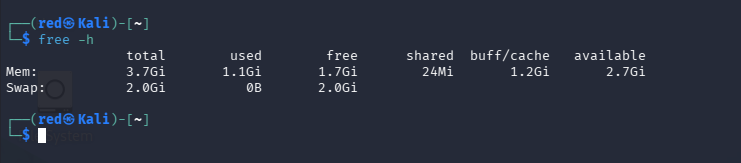 ┌──(red㉿Kali)-[~]
└─$ free -h
total used free shared buff/cache available
Mem: 3.7Gi 1.1Gi 1.7Gi 24Mi 1.2Gi 2.7Gi
Swap: 2.0Gi 0B 2.0Gi
┌──(red㉿Kali)-[~]
└─$